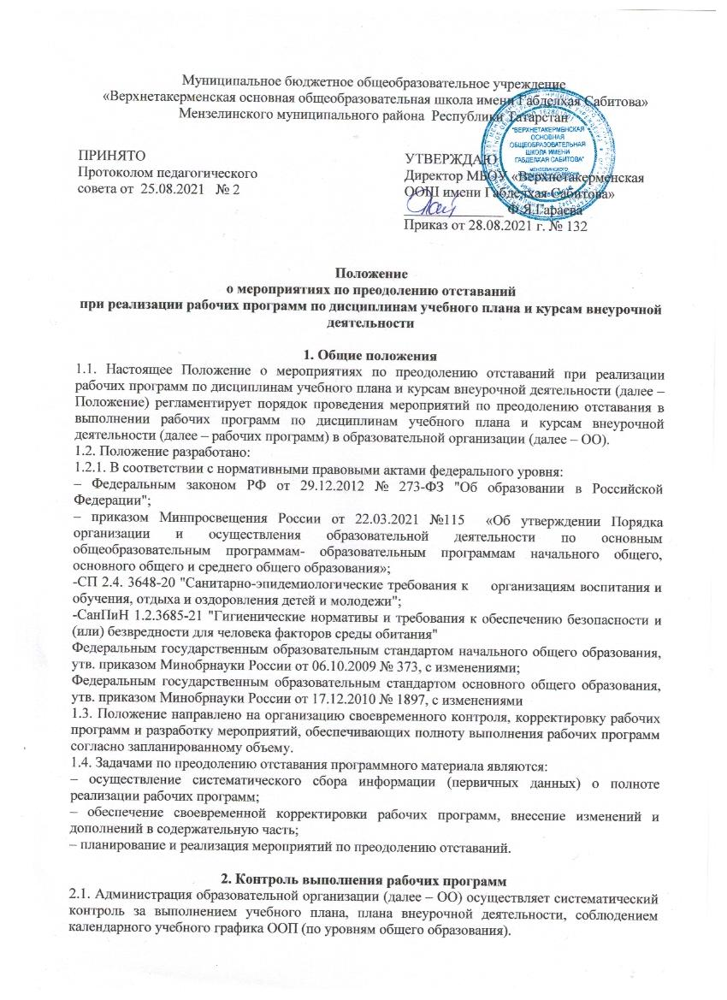 Муниципальное бюджетное общеобразовательное учреждение
«Верхнетакерменская основная общеобразовательная школа имени Габделхая Сабитова»
Мензелинского муниципального района Республики Татарстан
"ВЕРХНЕТАКЕРМЕНСКАЯ
ОСНОВНАЯ
ОБЩЕОБРАЗОВАТЕЛЬНАЯ
ШКОЛА ИМЕНИ
ГАБДЕЛХАЯ САБИТОВА"
МЕНЗЕЛИНСКОГО
ПРИНЯТО
Протоколом педагогического
совета от 25.08.2021 № 2
УТВЕРЖДАЮ
Директор МБОУ «Верхнетакерменская
ООШ имени Габделхая Сабитова»
Ф.Я.Гараева
Приказ от 28.08.2021 г. № 132
Положение
о мероприятиях по преодолению отставаний
при реализации рабочих программ по дисциплинам учебного плана и курсам внеурочной
деятельности
1. Общие положения
1.1. Настоящее Положение о мероприятиях по преодолению отставаний при реализации
рабочих программ по дисциплинам учебного плана и курсам внеурочной деятельности (далее –
Положение) регламентирует порядок проведения мероприятий по преодолению отставания в
выполнении рабочих программ по дисциплинам учебного плана и курсам внеурочной
деятельности (далее – рабочих программ) в образовательной организации (далее – ОО).
1.2. Положение разработано:
1.2.1. В соответствии с нормативными правовыми актами федерального уровня:
– Федеральным законом РФ от 29.12.2012 № 273-ФЗ "Об образовании в Российской
Федерации";
– приказом Минпросвещения России от 22.03.2021 №115 «Об утверждении Порядка
организации и осуществления образовательной деятельности по основным
общеобразовательным программам- образовательным программам начального общего,
основного общего и среднего общего образования»;
-СП 2.4. 3648-20 "Санитарно-эпидемиологические требования к организациям воспитания и
обучения, отдыха и оздоровления детей и молодежи";
-СанПиН 1.2.3685-21 "Гигиенические нормативы и требования к обеспечению безопасности и
(или) безвредности для человека факторов среды обитания"
Федеральным государственным образовательным стандартом начального общего образования,
утв. приказом Минобрнауки России от 06.10.2009 № 373, с изменениями;
Федеральным государственным образовательным стандартом основного общего образования,
утв. приказом Минобрнауки России от 17.12.2010 № 1897, с изменениями
1.3. Положение направлено на организацию своевременного контроля, корректировку рабочих
программ и разработку мероприятий, обеспечивающих полноту выполнения рабочих программ
согласно запланированному объему.
1.4. Задачами по преодолению отставания программного материала являются:
– осуществление систематического сбора информации (первичных данных) о полноте
реализации рабочих программ;
– обеспечение своевременной корректировки рабочих программ, внесение изменений и
дополнений в содержательную часть;
– планирование и реализация мероприятий по преодолению отставаний.
2. Контроль выполнения рабочих программ
2.1. Администрация образовательной организации (далее – ОО) осуществляет систематический
контроль за выполнением учебного плана, плана внеурочной деятельности, соблюдением
календарного учебного графика ООП (по уровням общего образования).